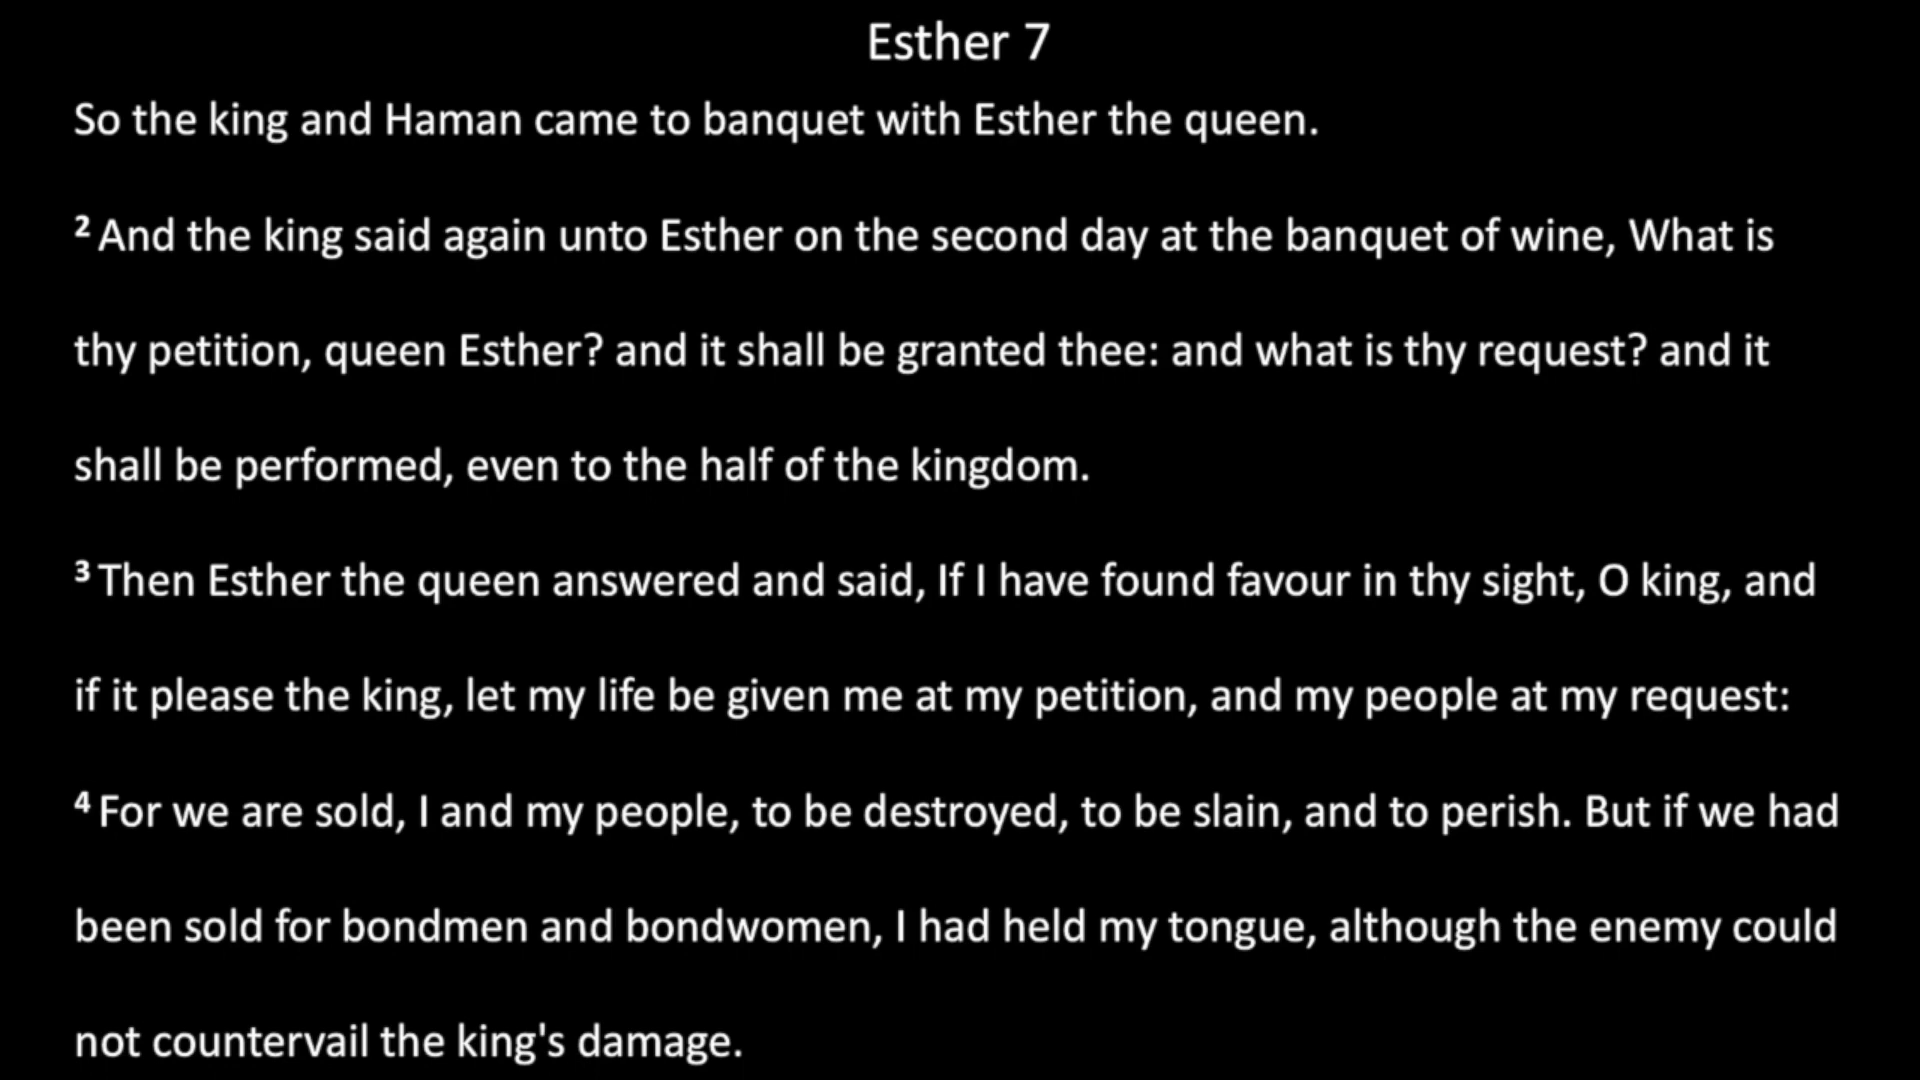 Esther 7
So the king and Haman came to banquet with Esther the queen.
2 And the king said again unto Esther on the second day at the banquet of wine, What is
thy petition, queen Esther? and it shall be granted thee: and what is thy request? and it
shall be performed, even to the half of the kingdom.
3 Then Esther the queen answered and said, If I have found favour in thy sight, O king, and
if it please the king, let my life be given me at my petition, and my people at my request:
4 For we are sold, I and my people, to be destroyed, to be slain, and to perish. But if we had
been sold for bondmen and bondwomen, I had held my tongue, although the enemy could
not countervail the king's damage.